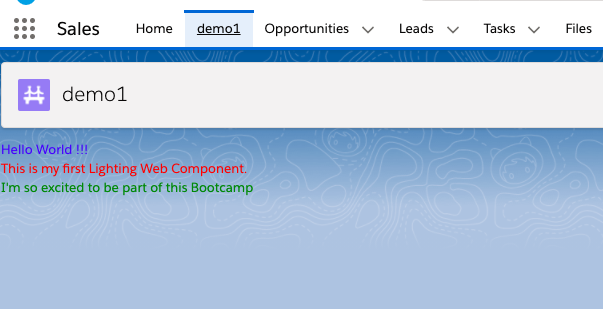 Sales Home demo1 Opportunities Leads Tasks Files
demo1
Hello World !!!
This is my first Lighting Web Component.
I'm so excited to be part of this Bootcamp